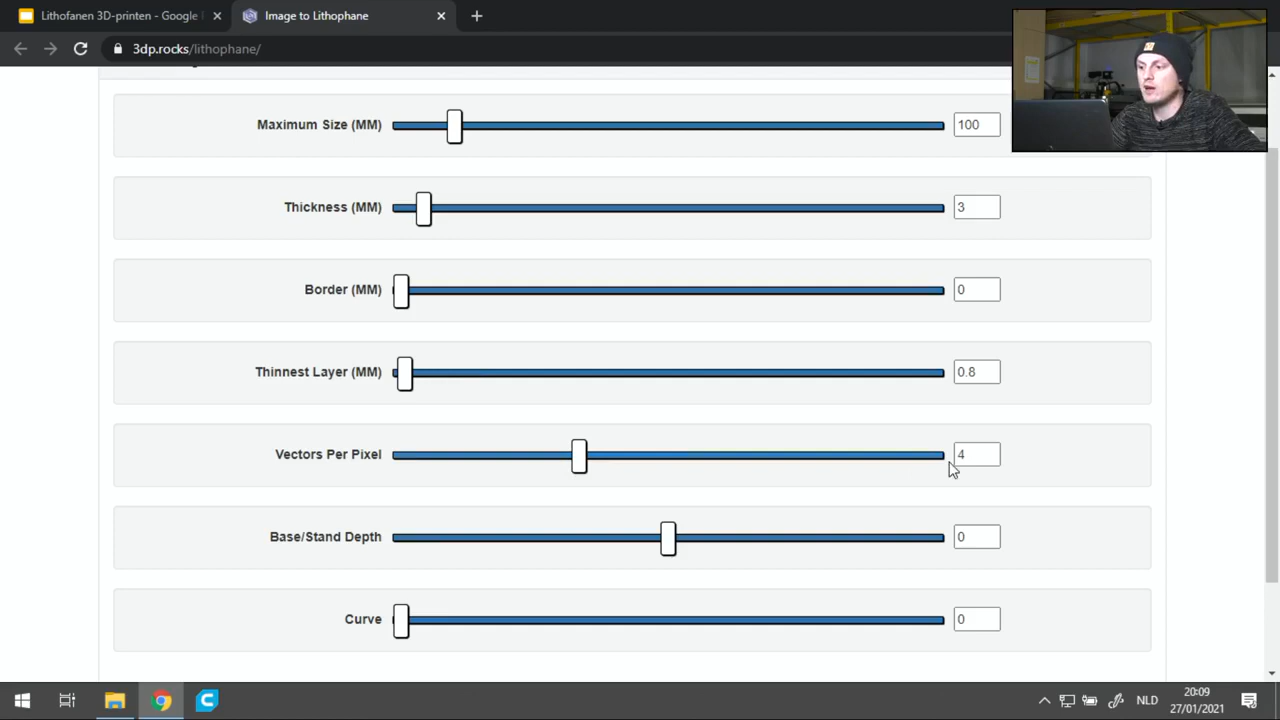 Lithofanen 3D-printen - Google
Image to Lithophane
3dp.rocks/lithophane/
Maximum Size (MM)
100
Thickness (MM)
3
Border (MM)
0
Thinnest Layer (MM)
0.8
Vectors Per Pixel
4
Base/Stand Depth
0
Curve
0
NLD
20:09
27/01/2021